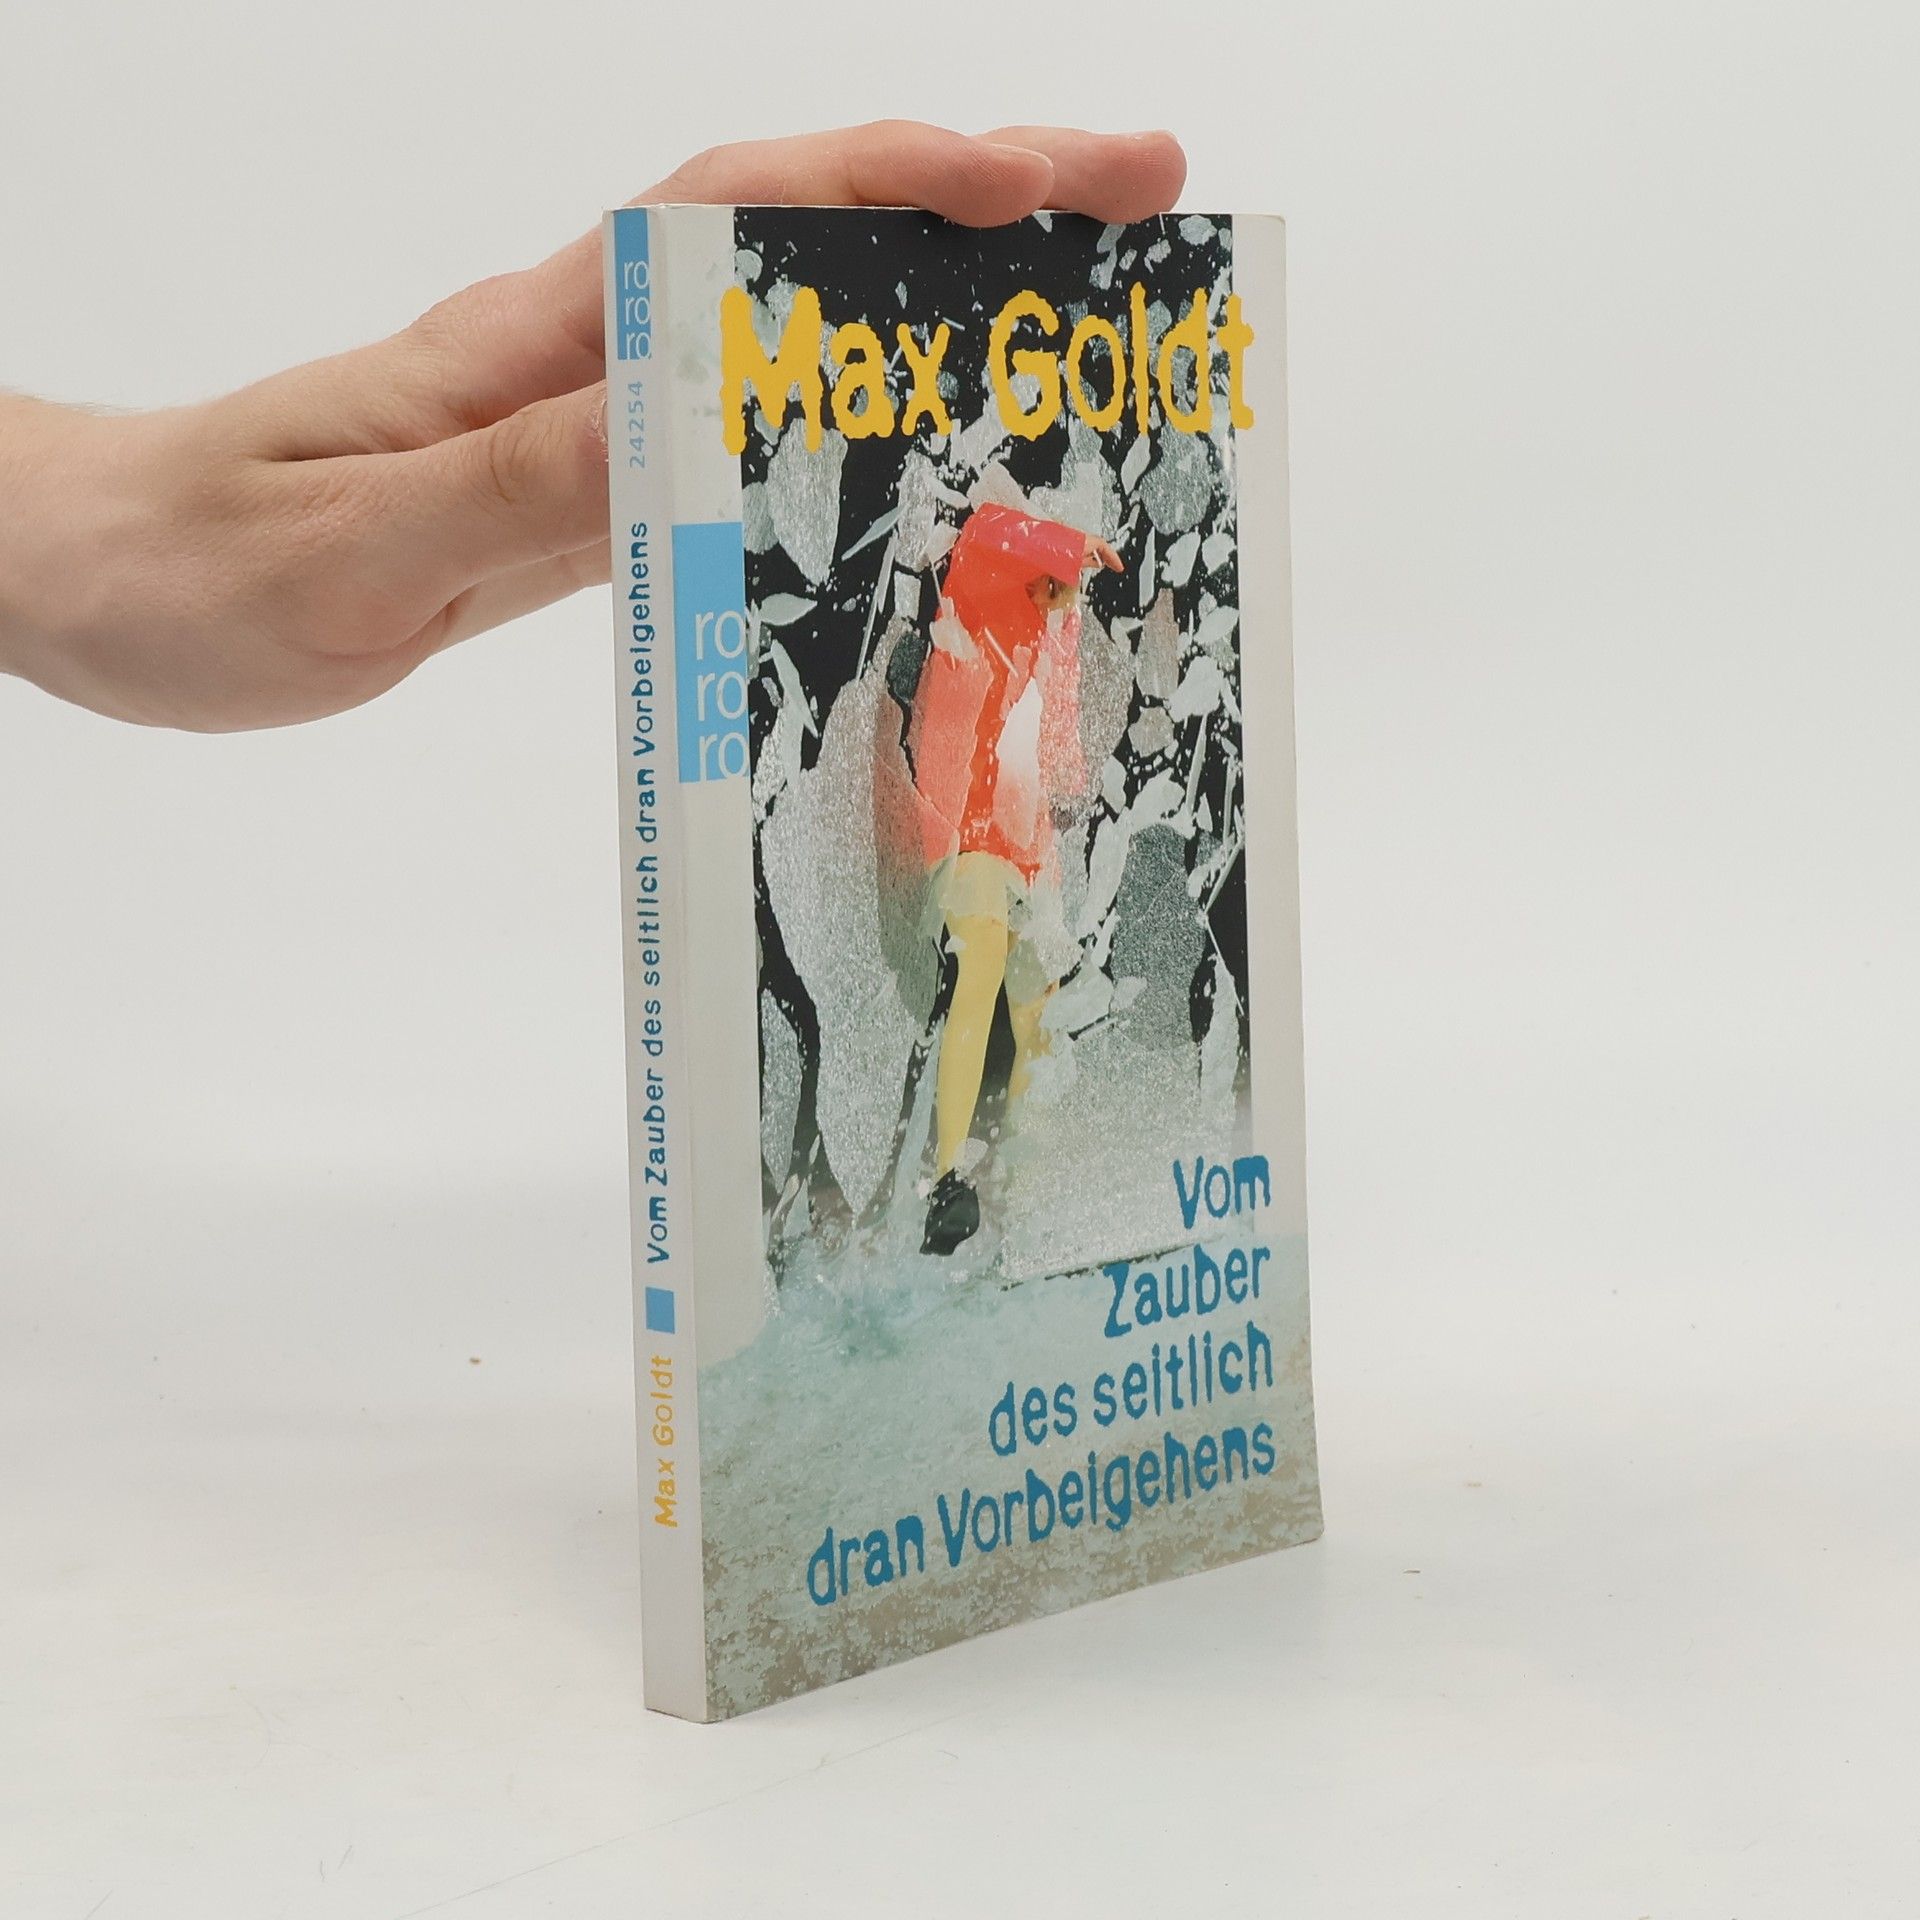 ro
ro
ro
24254
Vom Zauber des seitlich dran Vorbeigehens
Max Goldt
Max Goldt
ro
ro
ro
Vom
Zauber
des seitlich
dran Vorbeigehens